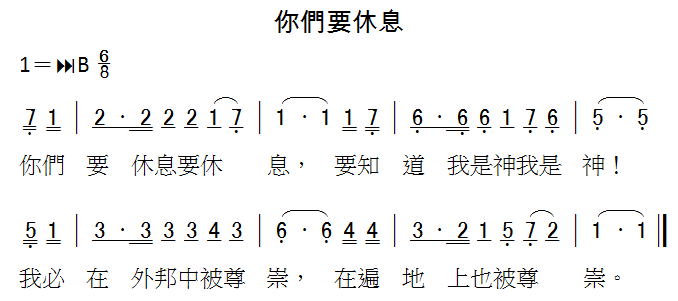 你們要休息
1＝⏭B 6/8
7 1 | 2 · 2 2 2 1 7 | 1 · 1 1 7 | 6 · 6 6 1 7 6 | 5 · 5 |
你們 要 休息要休 息， 要知 道 我是神我是 神！
5 1 | 3 · 3 3 3 4 3 | 6 · 6 4 4 | 3 · 2 1 5 7 2 | 1 · 1 ‖
我必 在 外邦中被尊 崇， 在遍 地 上也被尊 崇。